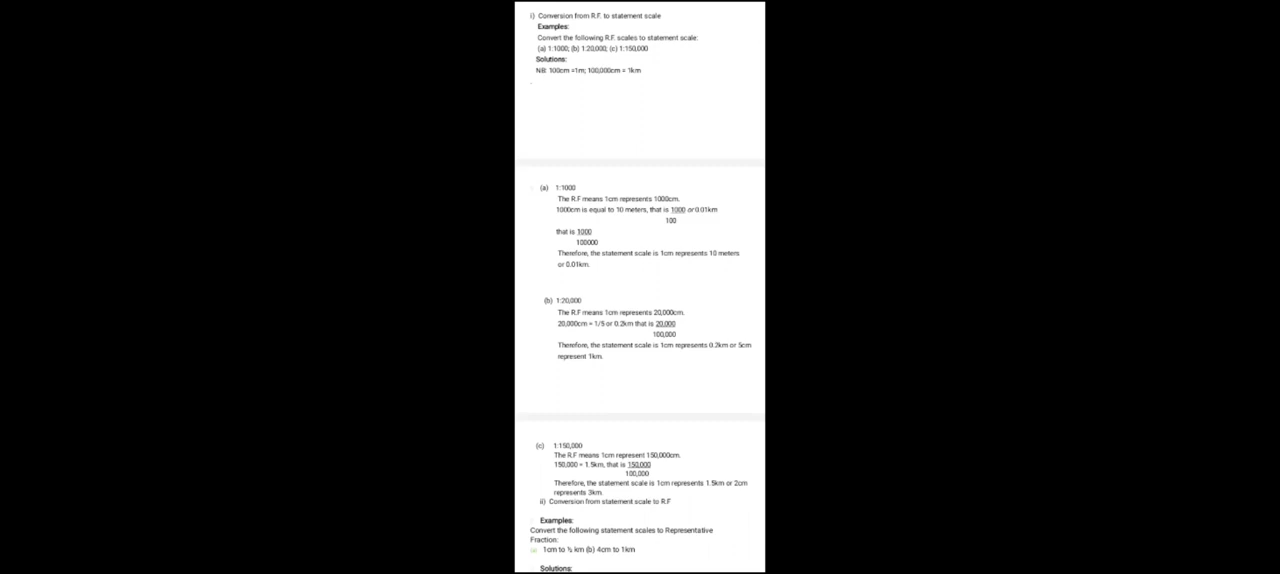 i) Conversion from R.F. to statement scale
Examples:
Convert the following R.F. scales to statement scale:
(a) 1:1000; (b) 1:20,000; (c) 1:150,000
Solutions:
NB: 100cm =1m; 100,000cm = 1km
(a) 1:1000
The R.F means 1cm represents 1000cm.
1000cm is equal to 10 meters, that is 1000 or 0.01km
100
that is 1000
100000
Therefore, the statement scale is 1cm represents 10 meters
or 0.01km.
(b) 1:20,000
The R.F means 1cm represents 20,000cm.
20,000cm = 1/5 or 0.2km that is 20,000
100,000
Therefore, the statement scale is 1cm represents 0.2km or 5cm
represent 1km.
(c) 1:150,000
The R.F means 1cm represent 150,000cm.
150,000 = 1.5km, that is 150,000
100,000
Therefore, the statement scale is 1cm represents 1.5km or 2cm
represents 3km.
ii) Conversion from statement scale to R.F
Examples:
Convert the following statement scales to Representative
Fraction:
(a) 1cm to ½ km (b) 4cm to 1km
Solutions: